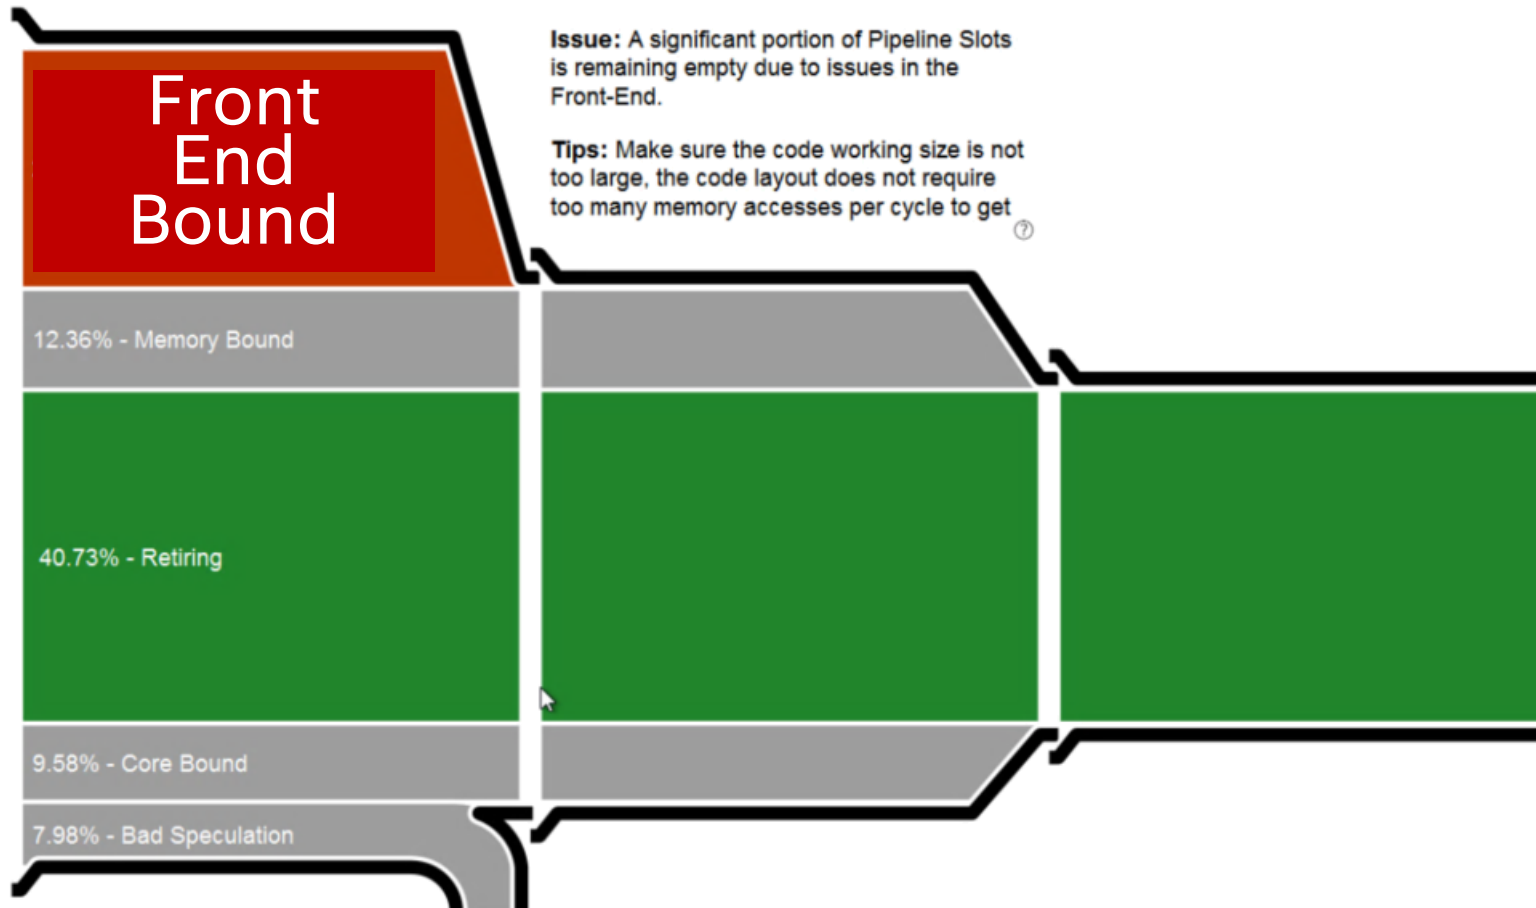 Front
End
Bound
Issue: A significant portion of Pipeline Slots
is remaining empty due to issues in the
Front-End.
Tips: Make sure the code working size is not
too large, the code layout does not require
too many memory accesses per cycle to get
?
12.36% - Memory Bound
40.73% - Retiring
9.58% - Core Bound
7.98% - Bad Speculation